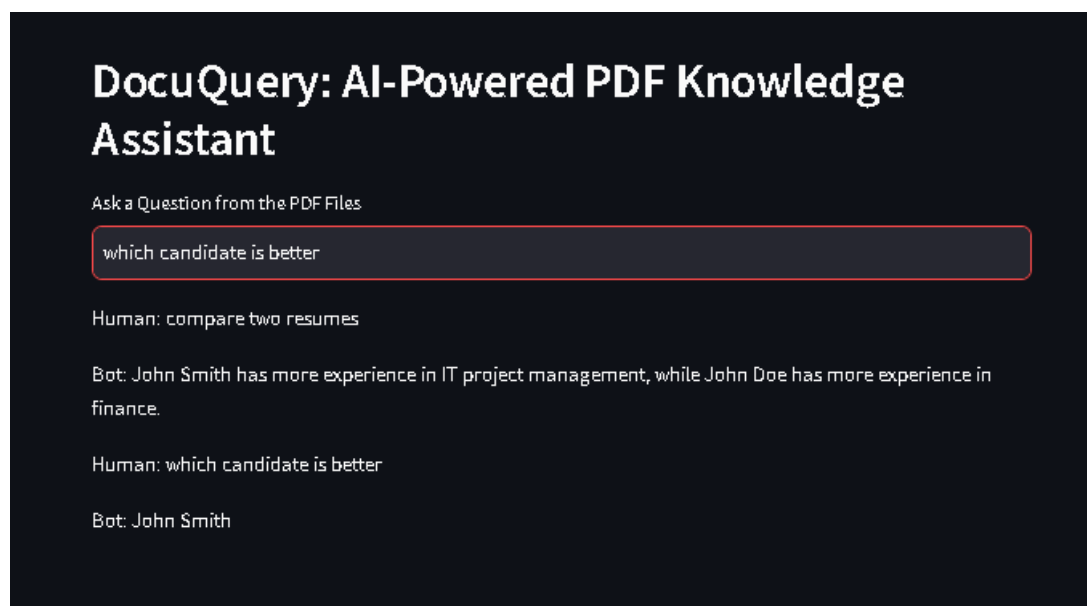 DocuQuery: AI-Powered PDF Knowledge
Assistant
Ask a Question from the PDF Files
which candidate is better
Human: compare two resumes
Bot: John Smith has more experience in IT project management, while John Doe has more experience in
finance.
Human: which candidate is better
Bot: John Smith